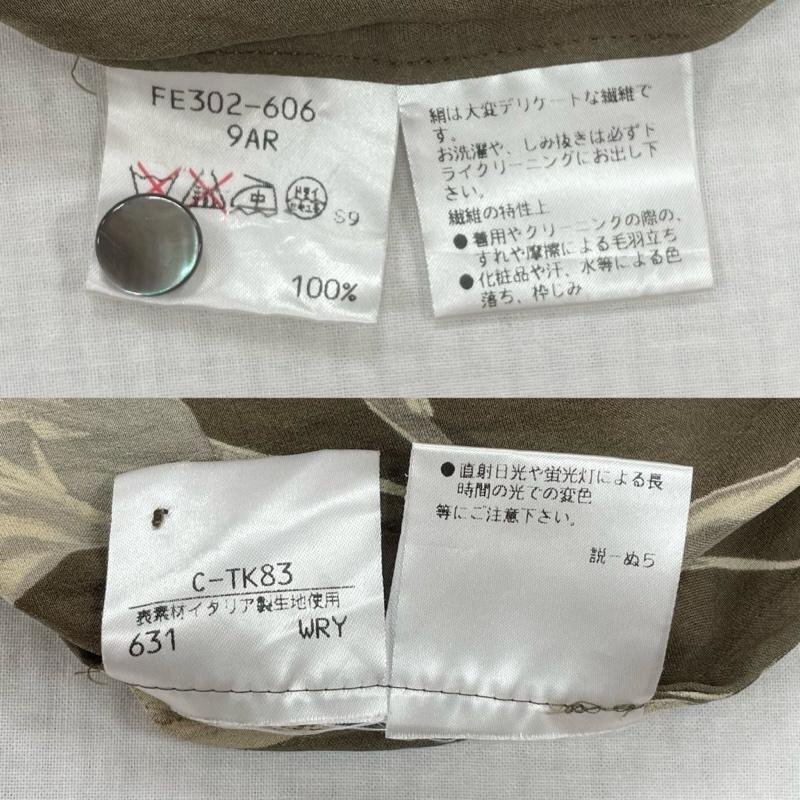 FE302-606
9AR
中
ドライ
S9
100%
絹は大変デリケートな繊維で
す。
お洗濯や、しみ抜きは必ずド
ライクリーニングにお出し下
さい。
繊維の特性上
●着用やクリーニングの際の、
すれや摩擦による毛羽立ち
●化粧品や汗、水等による色
落ち、枠じみ
C-TK83
表素材イタリア製生地使用
631 WRY
●直射日光や蛍光灯による長
時間の光での変色
等にご注意下さい。
説ーぬ5